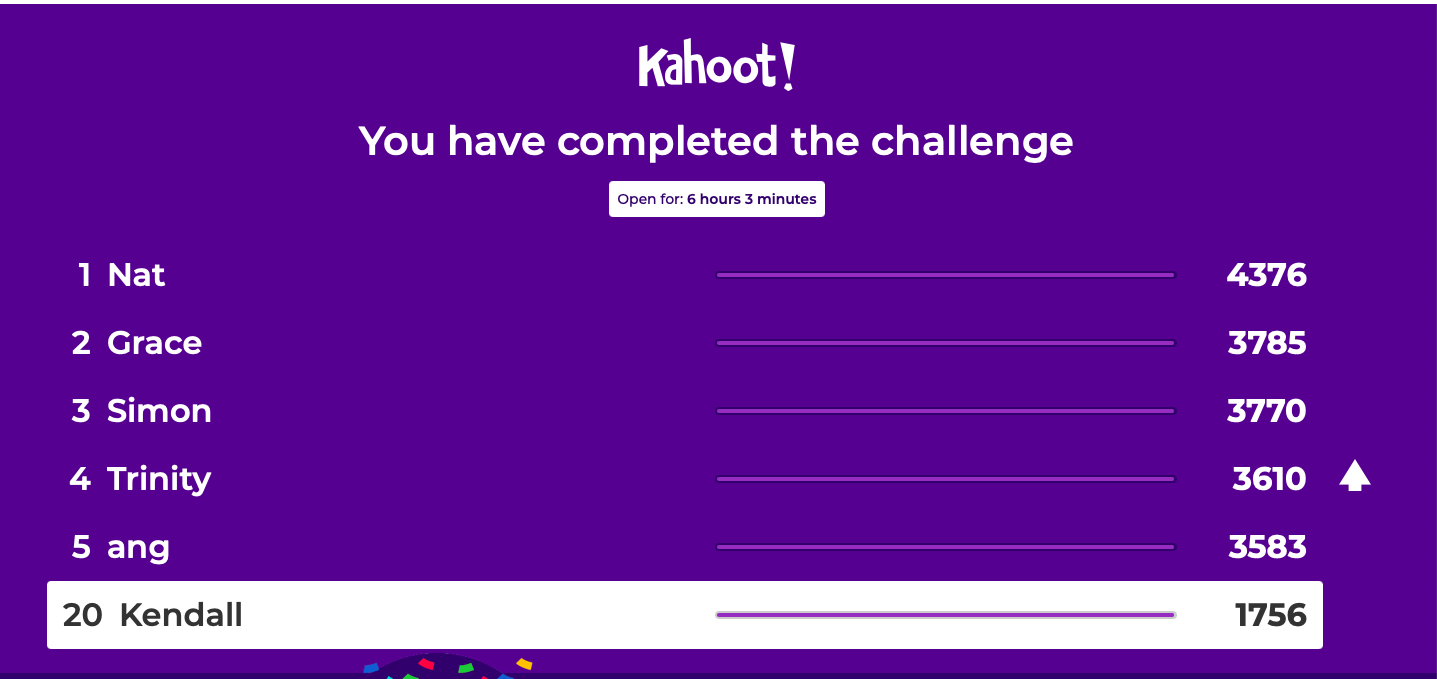 Kahoot!
You have completed the challenge
Open for: 6 hours 3 minutes
1 Nat 4376
2 Grace 3785
3 Simon 3770
4 Trinity 3610
5 ang 3583
20 Kendall 1756